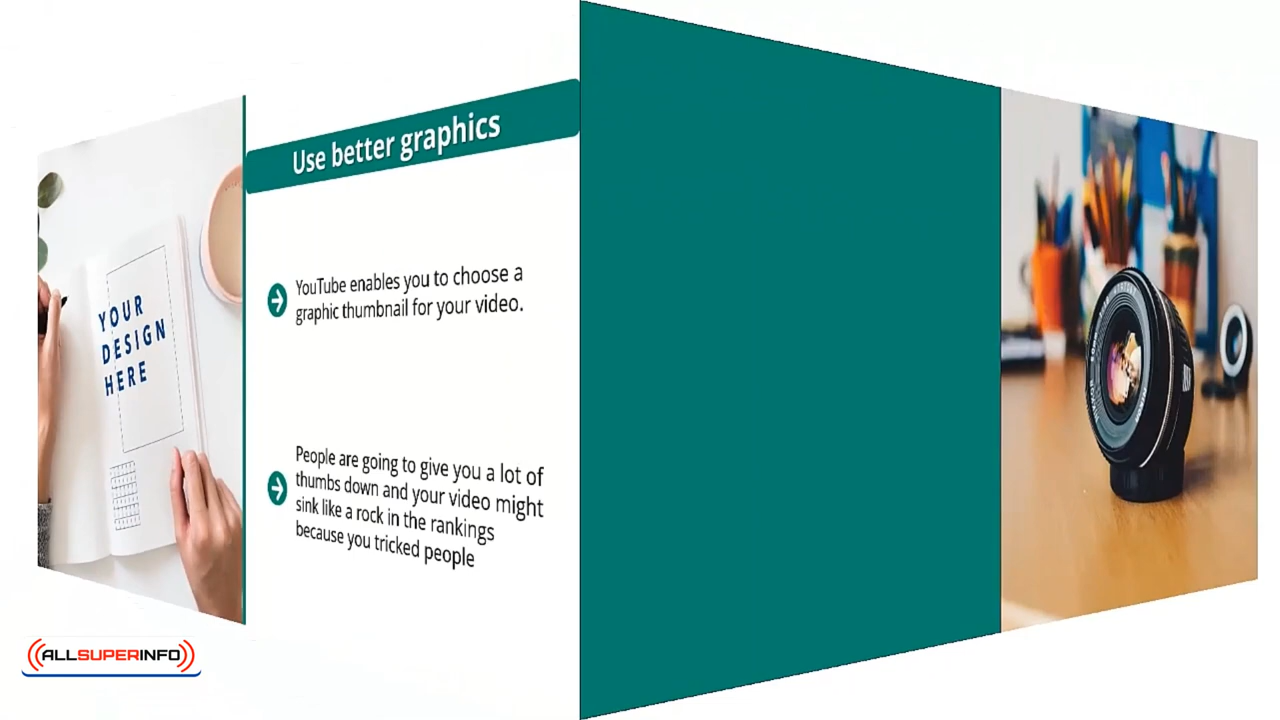 Use better graphics
YouTube enables you to choose a
graphic thumbnail for your video.
People are going to give you a lot of
thumbs down and your video might
sink like a rock in the rankings
because you tricked people
YOUR
DESIGN
HERE
ALLSUPERINFO